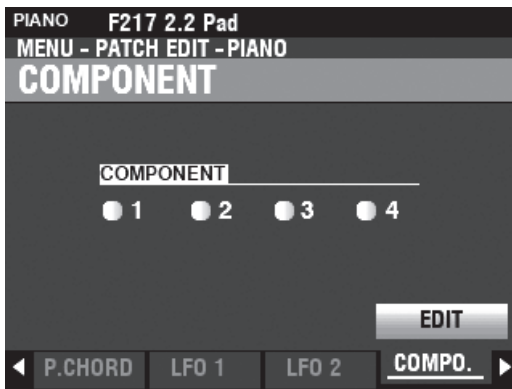 PIANO F217 2.2 Pad
MENU - PATCH EDIT - PIANO
COMPONENT
COMPONENT
1 2 3 4
EDIT
P.CHORD LFO 1 LFO 2 COMPO.